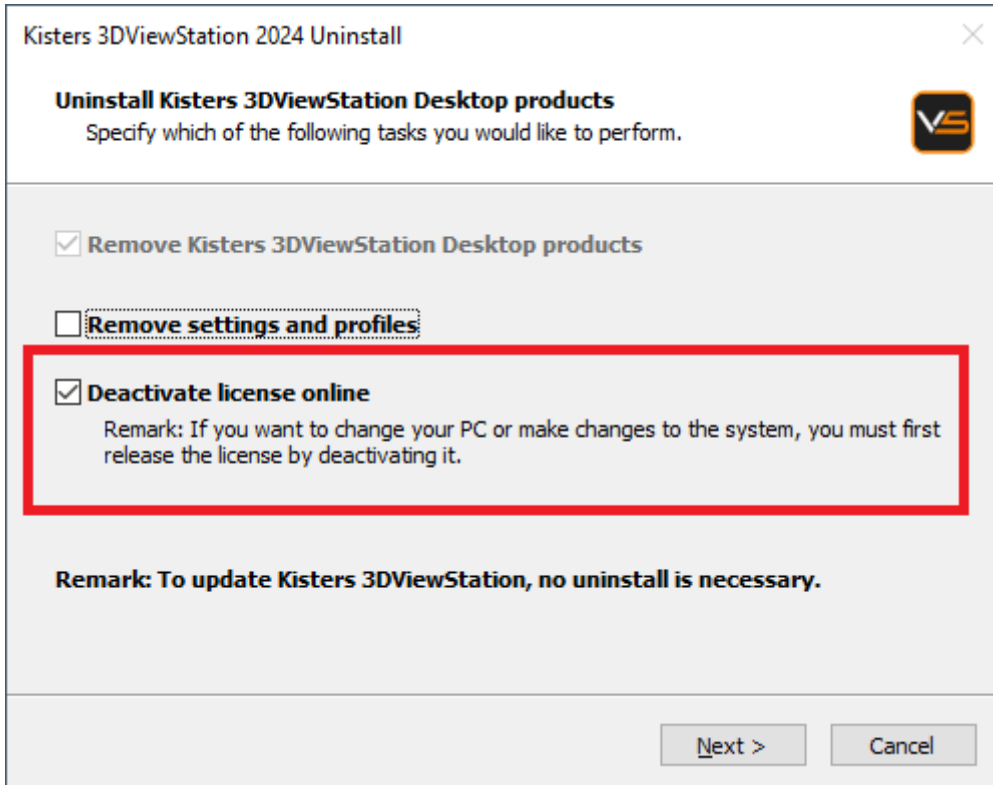 Kisters 3DViewStation 2024 Uninstall
Uninstall Kisters 3DViewStation Desktop products
Specify which of the following tasks you would like to perform.
VS
Remove Kisters 3DViewStation Desktop products
Remove settings and profiles
Deactivate license online
Remark: If you want to change your PC or make changes to the system, you must first
release the license by deactivating it.
Remark: To update Kisters 3DViewStation, no uninstall is necessary.
Next >
Cancel